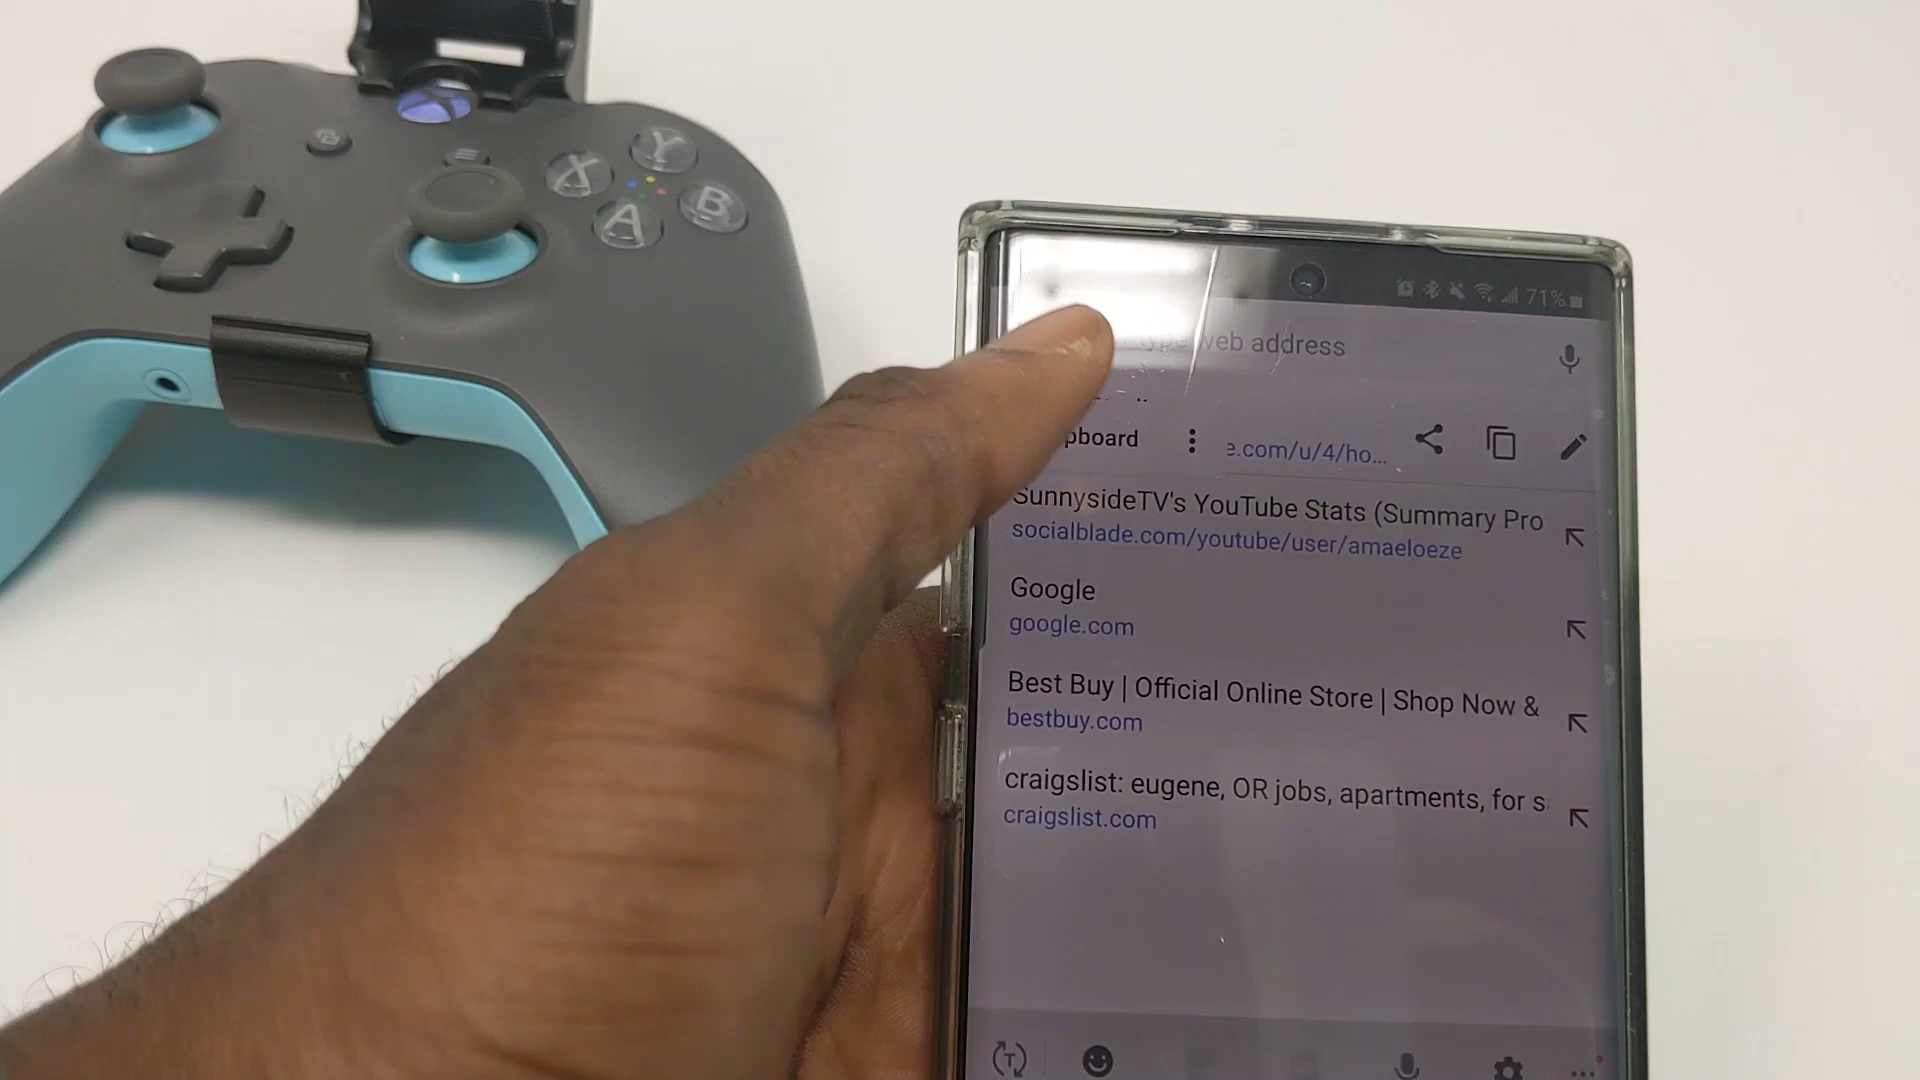 Y
X
B
A
71%
type web address
pboard
e.com/u/4/ho...
SunnysideTV's YouTube Stats (Summary Pro
socialblade.com/youtube/user/amaeloeze
Google
google.com
Best Buy | Official Online Store | Shop Now &
bestbuy.com
craigslist: eugene, OR jobs, apartments, for s
craigslist.com
T